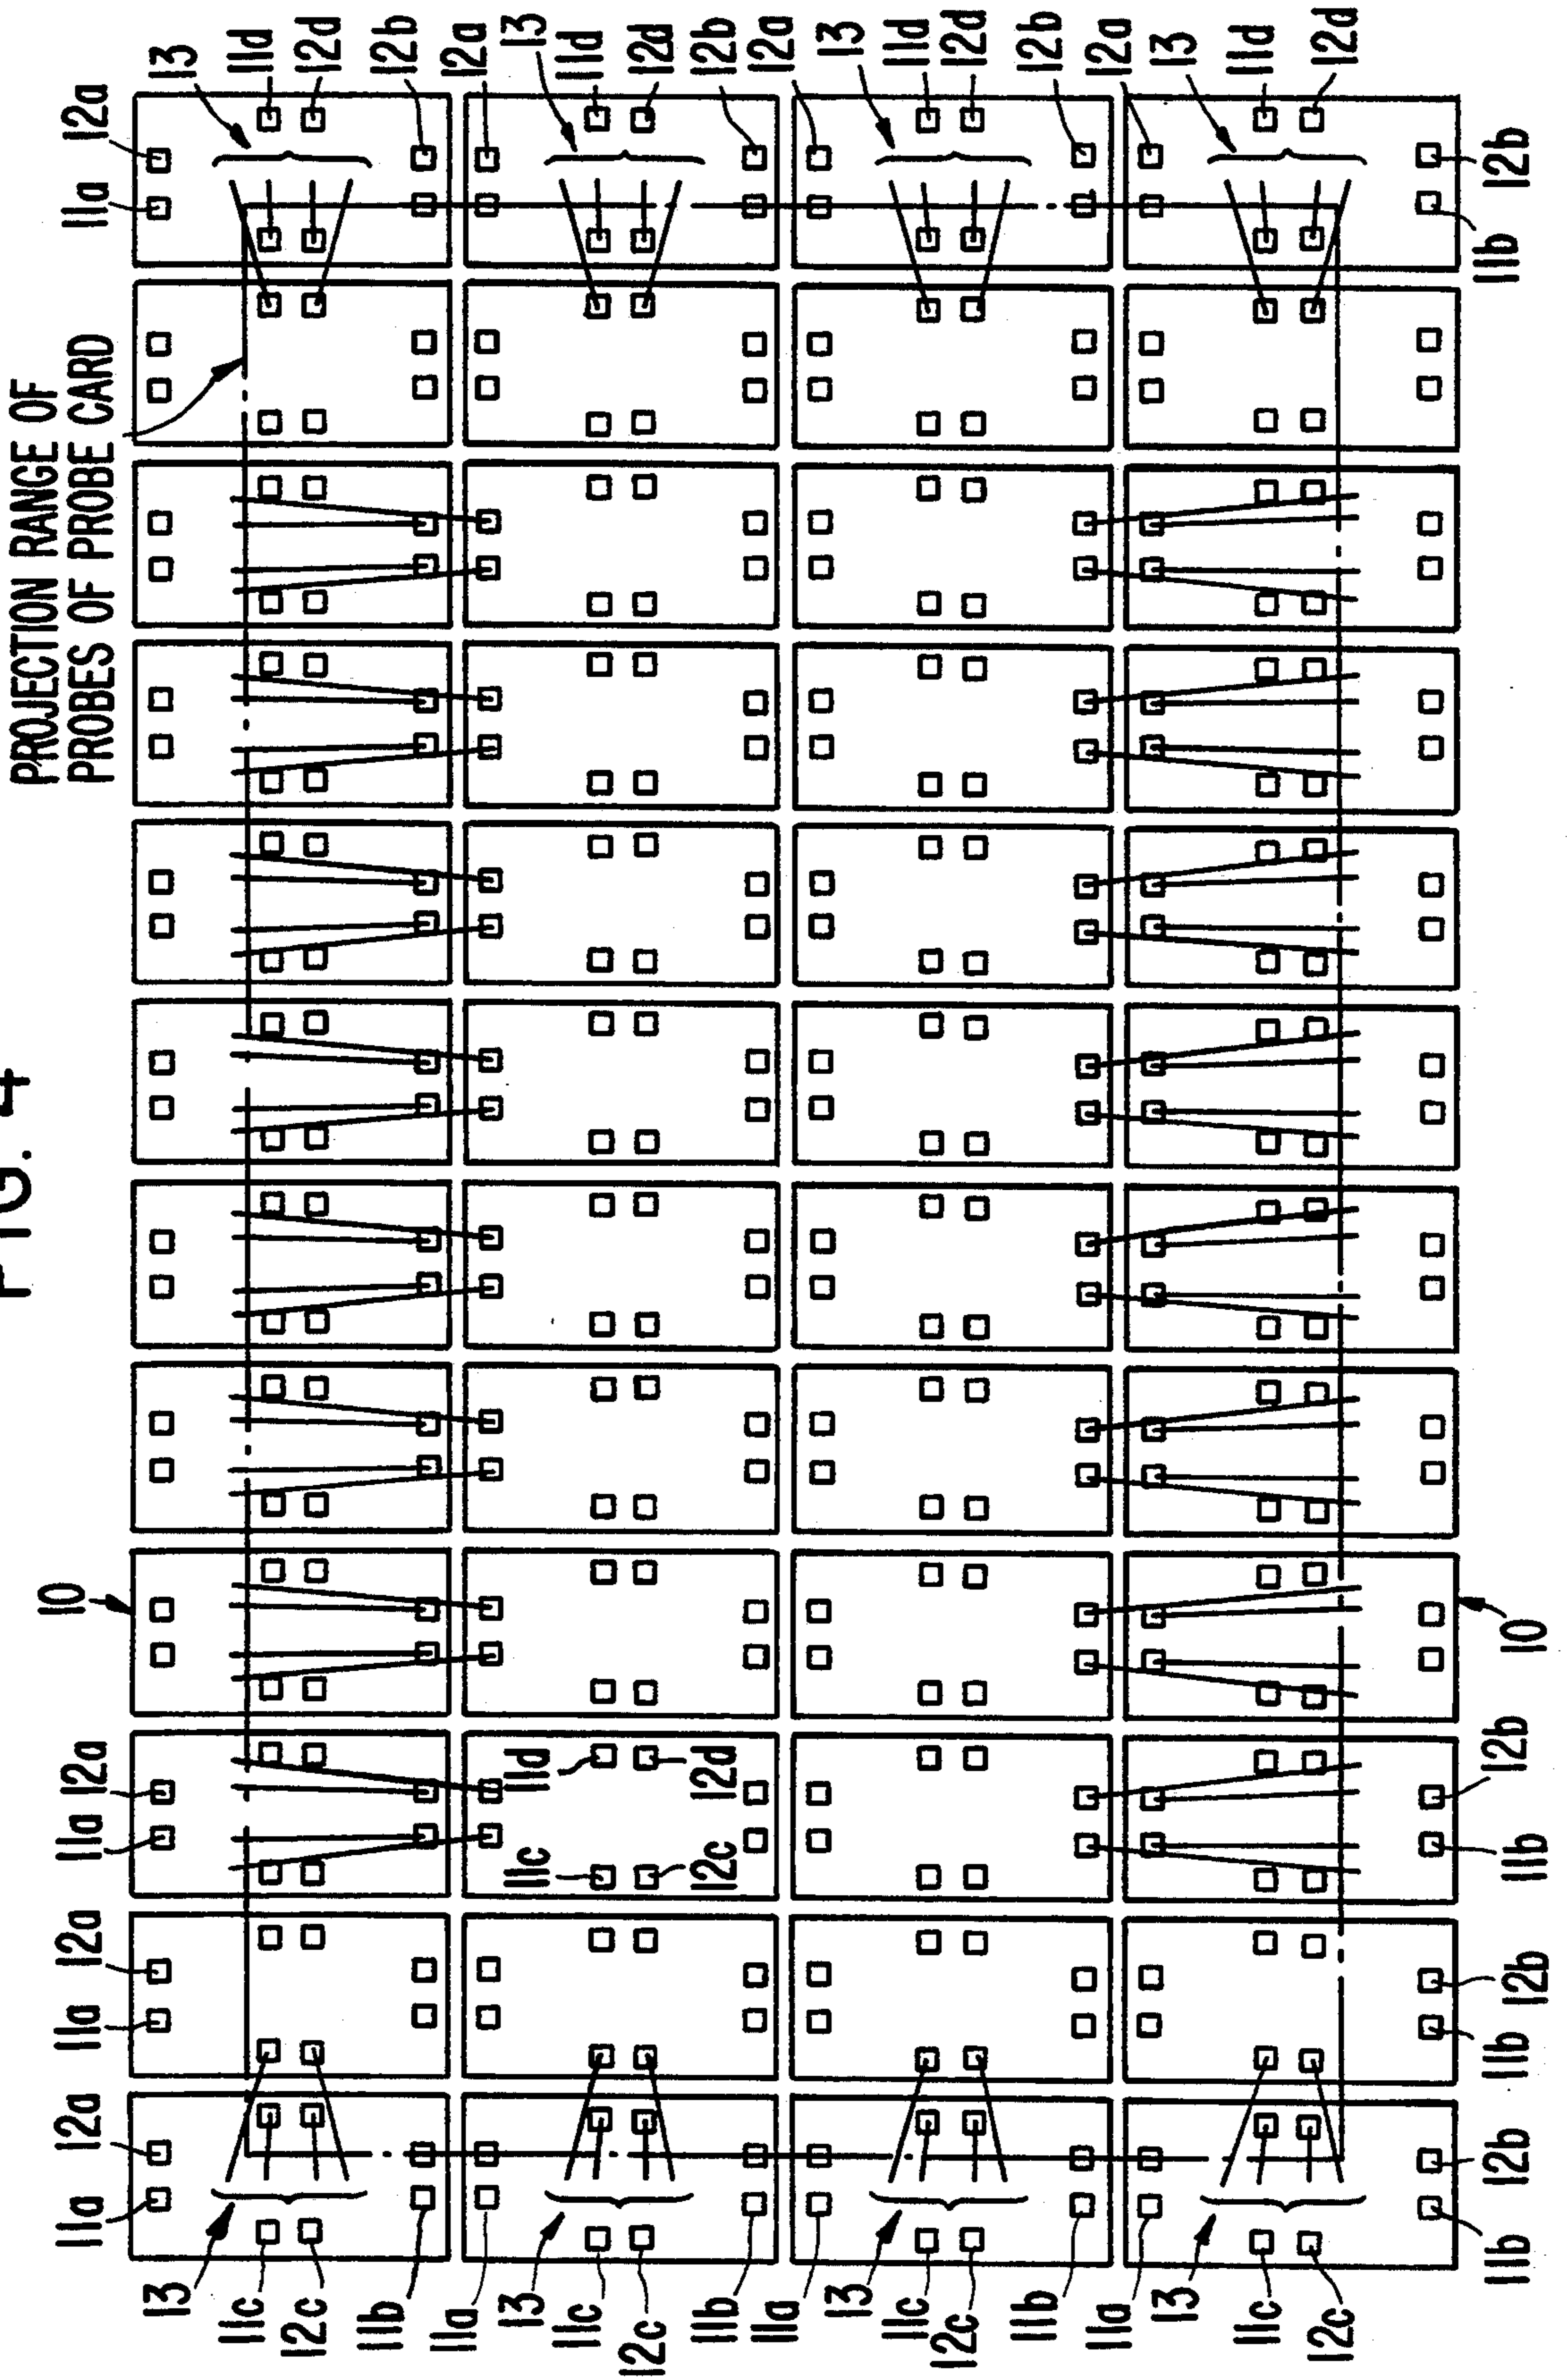 FIG. 4
PROJECTION RANGE OF
PROBES OF PROBE CARD
10
11a 12a 11a 12a 11a 12a 11a 12a
13 13
11c 11d
12c 12d
11b 12b
11a 12a
13 13
11c 11c 11d 11d
12c 12c 12d 12d
11b 12b
11a 12a
13 13
11c 11d
12c 12d
11b 12b
11a 12a
13 13
11c 11d
12c 12d
11b 12b 11b 12b 11b 12b 11b 12b
10